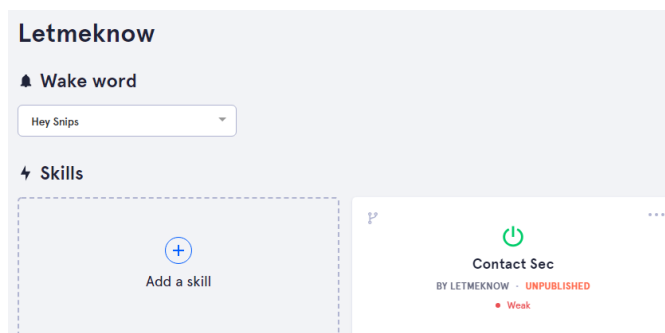 Letmeknow
Wake word
Hey Snips
Skills
Add a skill
Contact Sec
BY LETMEKNOW - UNPUBLISHED
Weak